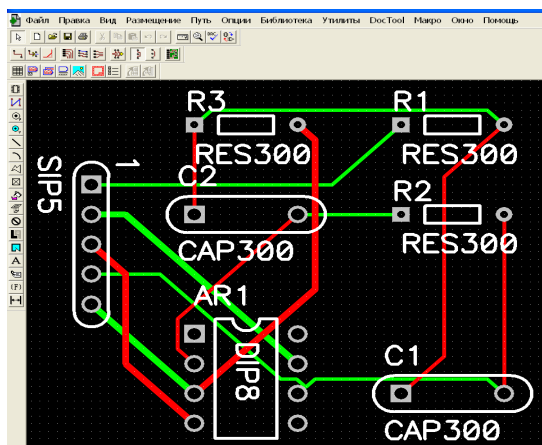 Файл Правка Вид Размещение Путь Опции Библиотека Утилиты DocTool Макро Окно Помощь
R3 R1
RES300 RES300
SIP5 1
C2
R2
CAP300 RES300
AR1
DIP8
C1
CAP300